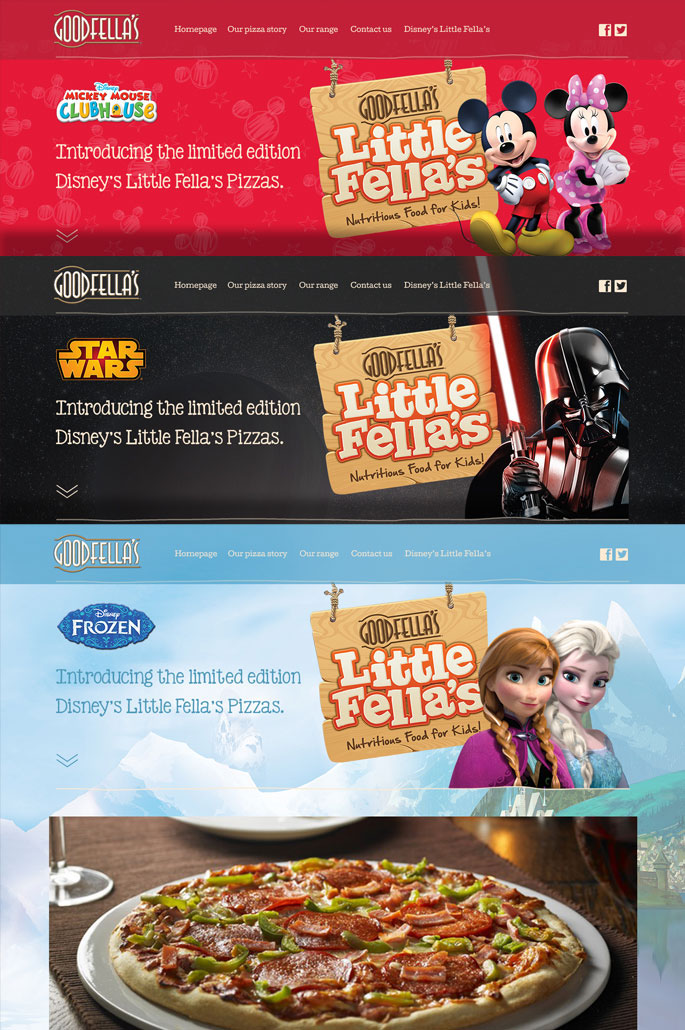 GOODFELLA'S
Homepage Our pizza story Our range Contact us Disney's Little Fella's
Disney
MICKEY MOUSE
CLUBHOUSE
Introducing the limited edition
Disney's Little Fella's Pizzas.
GOODFELLA'S
Little
Fella's
Nutritious Food for Kids!
GOODFELLA'S
Homepage Our pizza story Our range Contact us Disney's Little Fella's
STAR
WARS
Introducing the limited edition
Disney's Little Fella's Pizzas.
GOODFELLA'S
Little
Fella's
Nutritious Food for Kids!
GOODFELLA'S
Homepage Our pizza story Our range Contact us Disney's Little Fella's
Disney
FROZEN
Introducing the limited edition
Disney's Little Fella's Pizzas.
GOODFELLA'S
Little
Fella's
Nutritious Food for Kids!